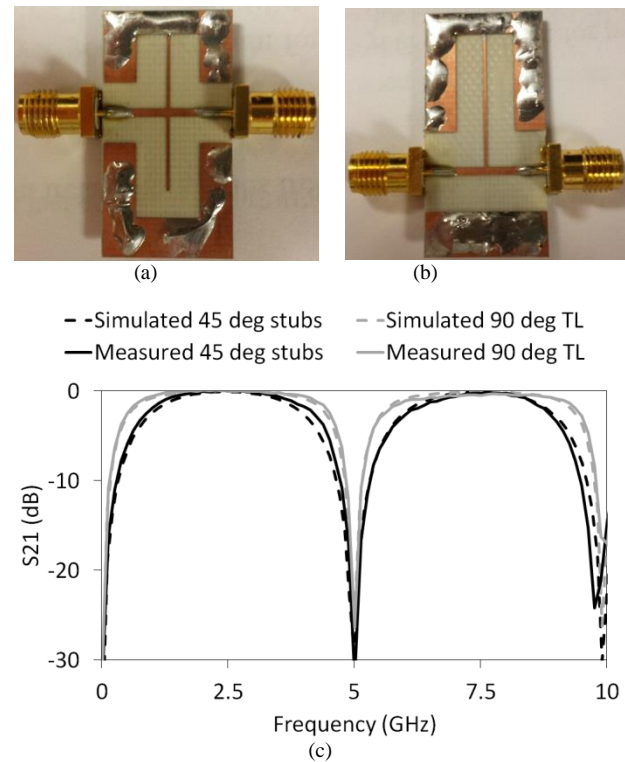 (a)
(b)
Simulated 45 deg stubs
Simulated 90 deg TL
Measured 45 deg stubs
Measured 90 deg TL
0
-10
-20
-30
S21 (dB)
0
2.5
5
7.5
10
Frequency (GHz)
(c)